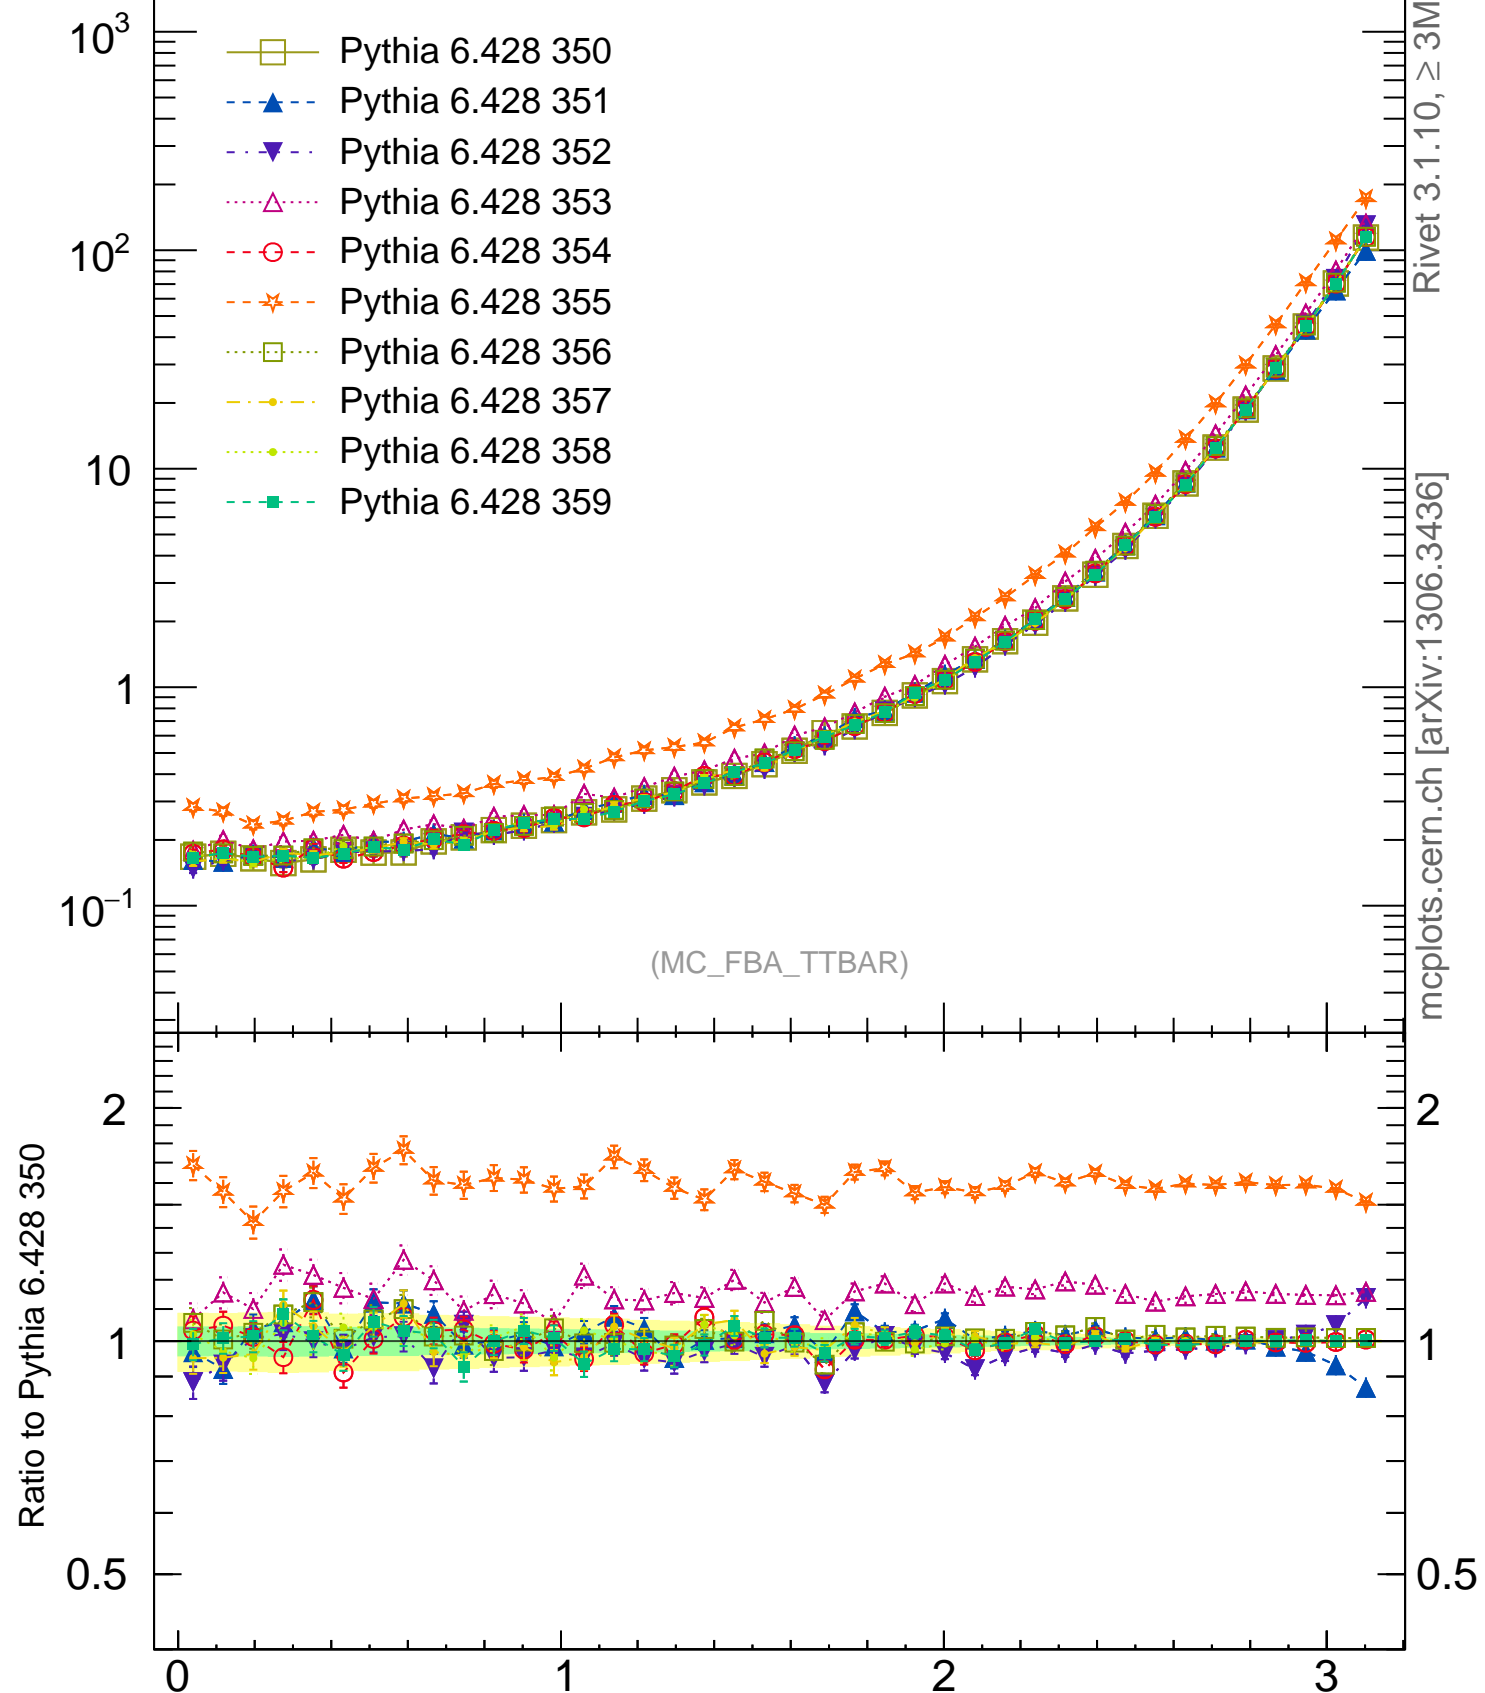 10³
10²
10
1
10⁻¹
Pythia 6.428 350
Pythia 6.428 351
Pythia 6.428 352
Pythia 6.428 353
Pythia 6.428 354
Pythia 6.428 355
Pythia 6.428 356
Pythia 6.428 357
Pythia 6.428 358
Pythia 6.428 359
(MC_FBA_TTBAR)
Rivet 3.1.10, ≥ 3M
mcplots.cern.ch [arXiv:1306.3436]
Ratio to Pythia 6.428 350
2
1
0.5
2
1
0.5
0
1
2
3